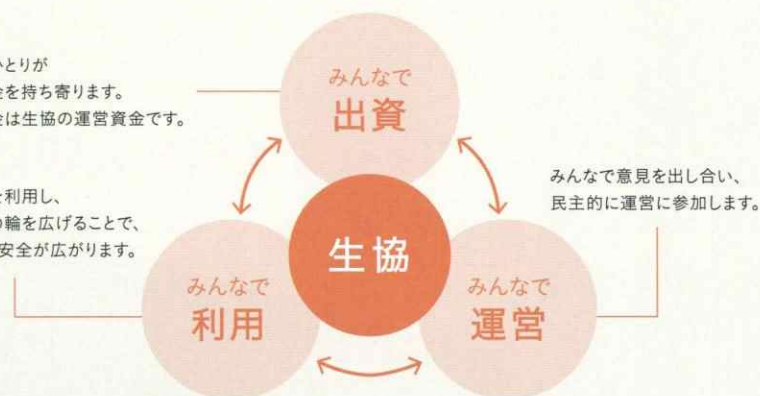 ひとりが
を持ち寄ります。
は生協の運営資金です。
みんなで
出資
利用し、
輪を広げることで、
安全が広がります。
みんなで意見を出し合い、
民主的に運営に参加します。
生協
みんなで
利用
みんなで
運営